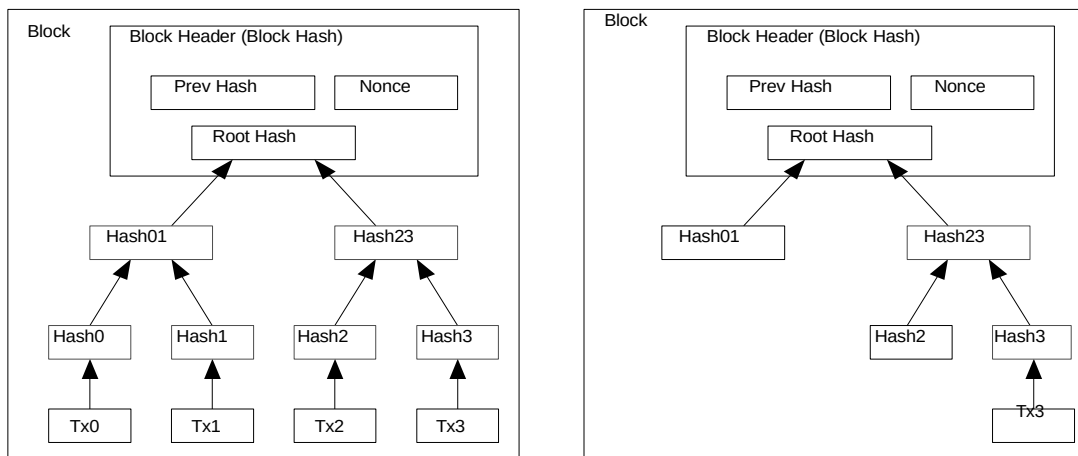 Block
Block Header (Block Hash)
Prev Hash
Nonce
Root Hash
Hash01
Hash23
Hash0
Hash1
Hash2
Hash3
Tx0
Tx1
Tx2
Tx3
Block
Block Header (Block Hash)
Prev Hash
Nonce
Root Hash
Hash01
Hash23
Hash2
Hash3
Tx3